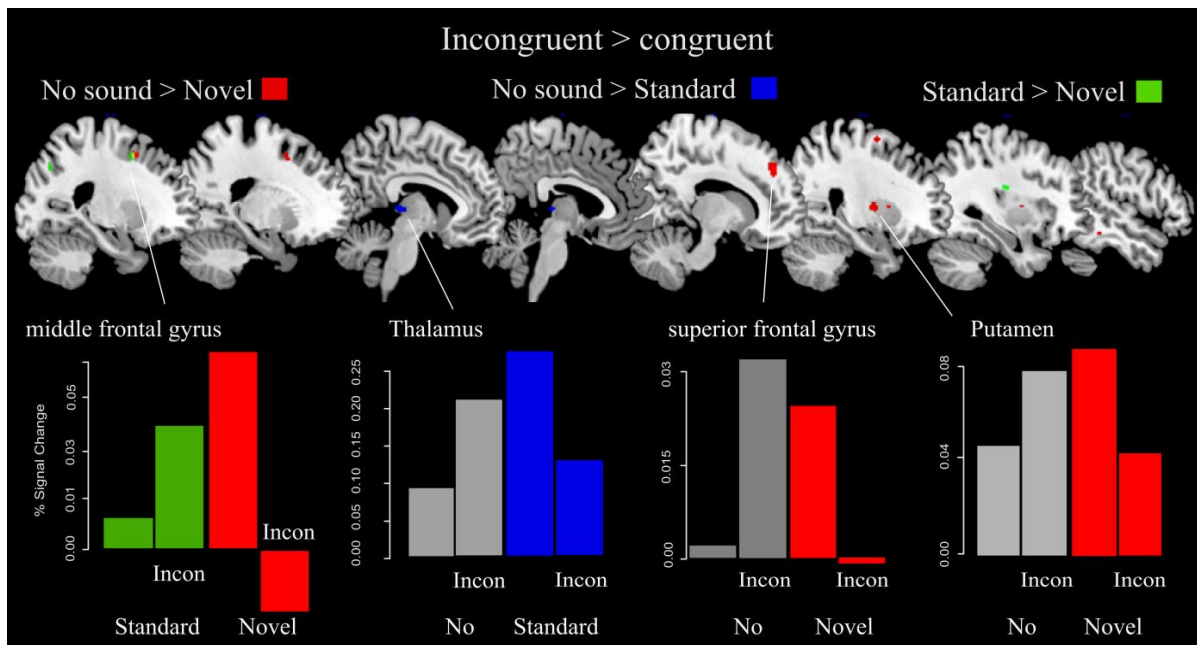 Incongruent > congruent
No sound > Novel
No sound > Standard
Standard > Novel
middle frontal gyrus
% Signal Change
0.05
0.03
0.01
0.00
Incon
Incon
Standard Novel
Thalamus
0.25
0.20
0.15
0.10
0.05
0.00
Incon Incon
No Standard
superior frontal gyrus
0.03
0.015
0.00
Incon Incon
No Novel
Putamen
0.08
0.04
0.00
Incon Incon
No Novel